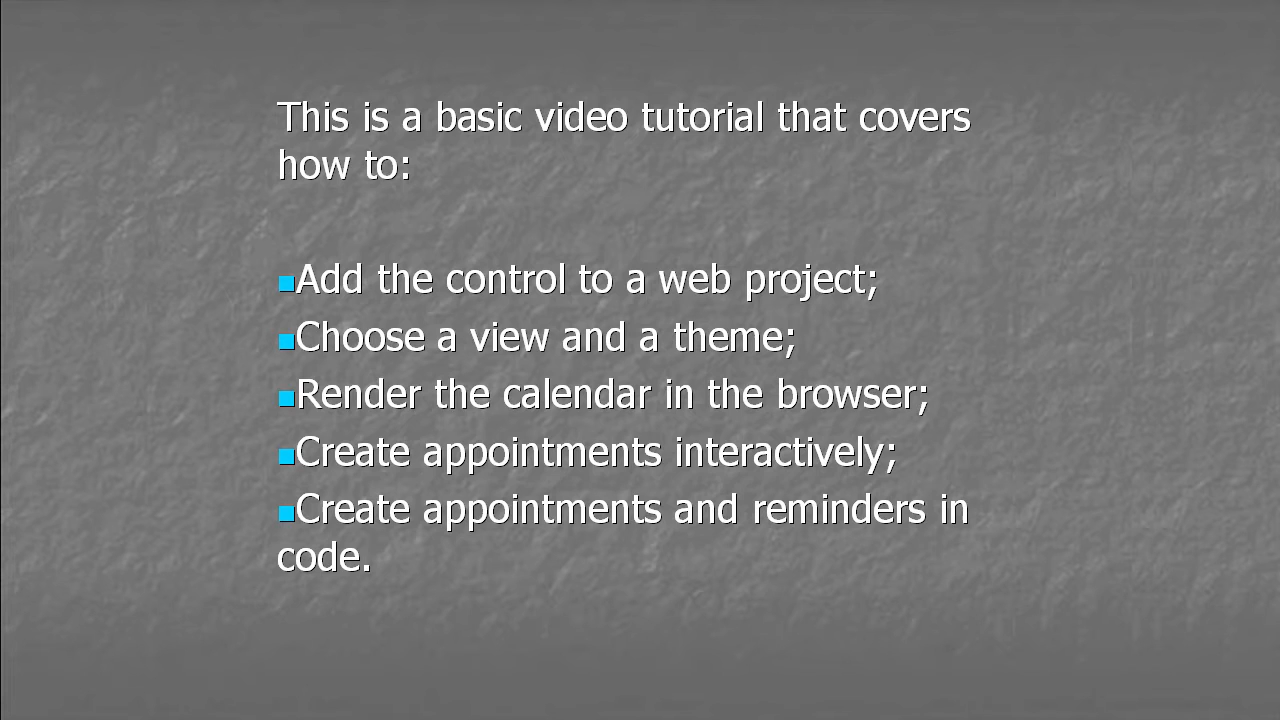 This is a basic video tutorial that covers
how to:
■Add the control to a web project;
■Choose a view and a theme;
■Render the calendar in the browser;
■Create appointments interactively;
■Create appointments and reminders in
code.